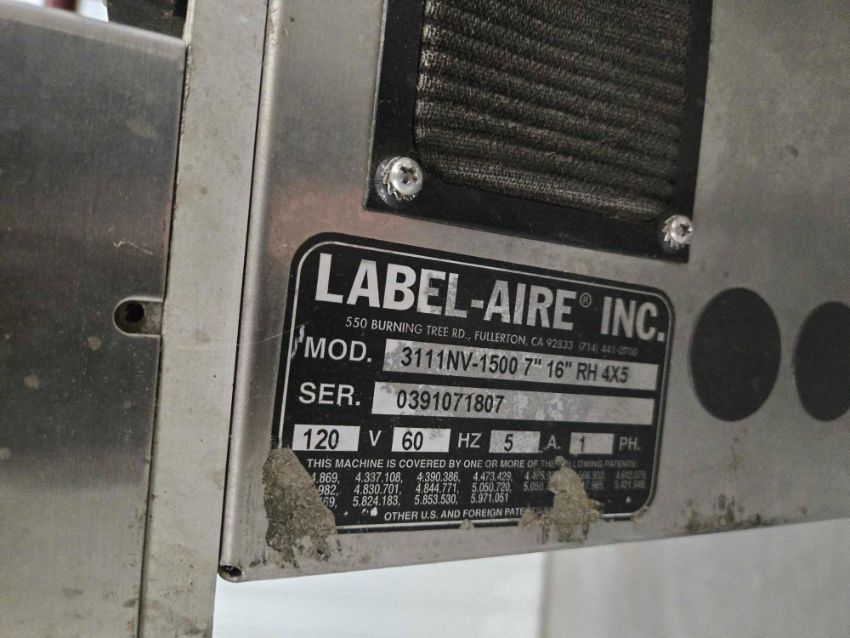 LABEL-AIRE® INC.
550 BURNING TREE RD., FULLERTON, CA 92833 (714) 441-0700
MOD. 3111NV-1500 7" 16" RH 4X5
SER. 0391071807
120 V 60 HZ 5 A. 1 PH.
THIS MACHINE IS COVERED BY ONE OR MORE OF THE FOLLOWING PATENTS:
4.337.108, 4.390.386, 4.473.429,
4.830.701, 4.844.771, 5.050.720,
5.824.183, 5.853.530, 5.971.051
OTHER U.S. AND FOREIGN